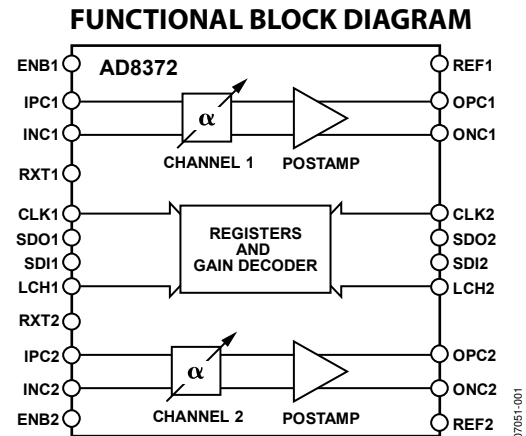 FUNCTIONAL BLOCK DIAGRAM
AD8372
ENB1
REF1
IPC1
OPC1
α
INC1
ONC1
CHANNEL 1
POSTAMP
RXT1
CLK1
CLK2
REGISTERS
AND
GAIN DECODER
SDO1
SDO2
SDI1
SDI2
LCH1
LCH2
RXT2
IPC2
OPC2
α
INC2
ONC2
CHANNEL 2
POSTAMP
ENB2
REF2
07051-001